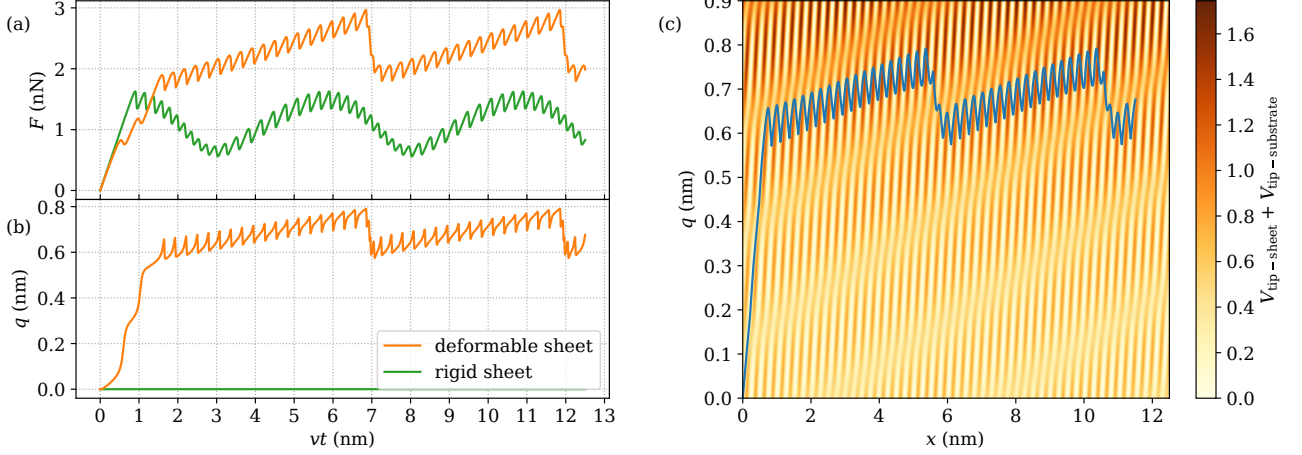 (a)
3
2
1
0
F (nN)
(b)
0.8
0.6
0.4
0.2
0.0
q (nm)
deformable sheet
rigid sheet
0 1 2 3 4 5 6 7 8 9 10 11 12 13
vt (nm)
(c)
0.9
0.8
0.7
0.6
0.5
0.4
0.3
0.2
0.1
0.0
q (nm)
0 2 4 6 8 10 12
x (nm)
1.6
1.4
1.2
1.0
0.8
0.6
0.4
0.2
0.0
V_tip−sheet + V_tip−substrate